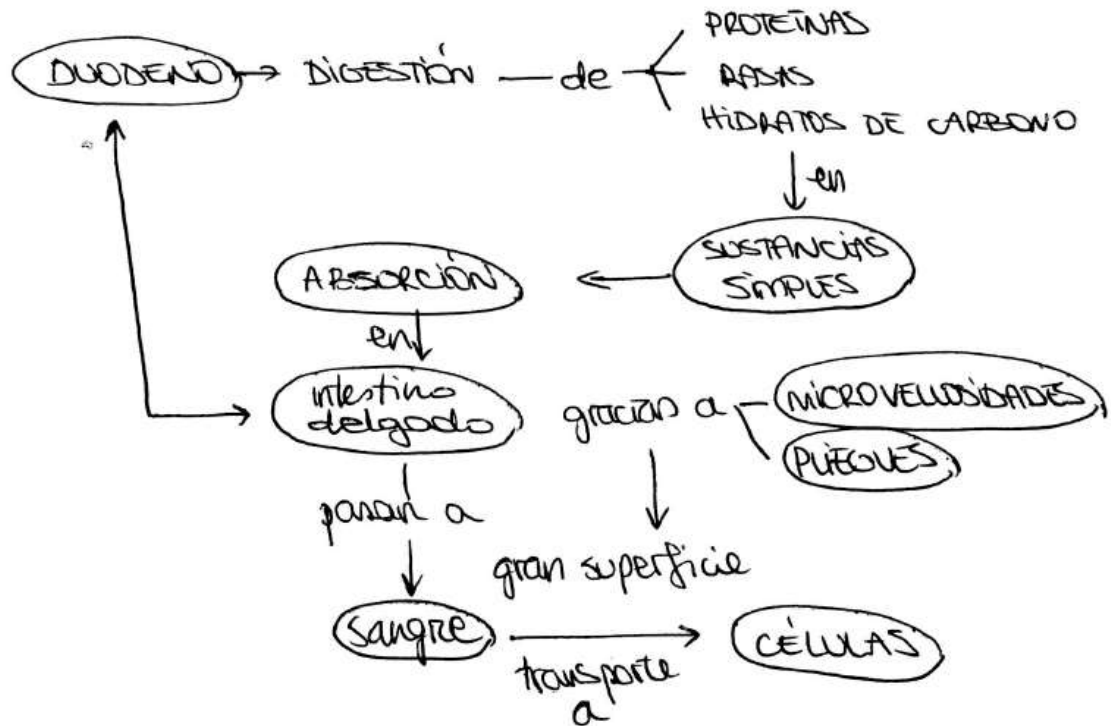 DUODENO → DIGESTIÓN — de
PROTEÍNAS
RASAS
HIDRATOS DE CARBONO
en
SUSTANCIAS
SIMPLES
ABSORCIÓN
en
intestino
delgado
gracias a
MICROVELLOSIDADES
PLIEGUES
pasan a
gran superficie
sangre
transporte
a
CÉLULAS